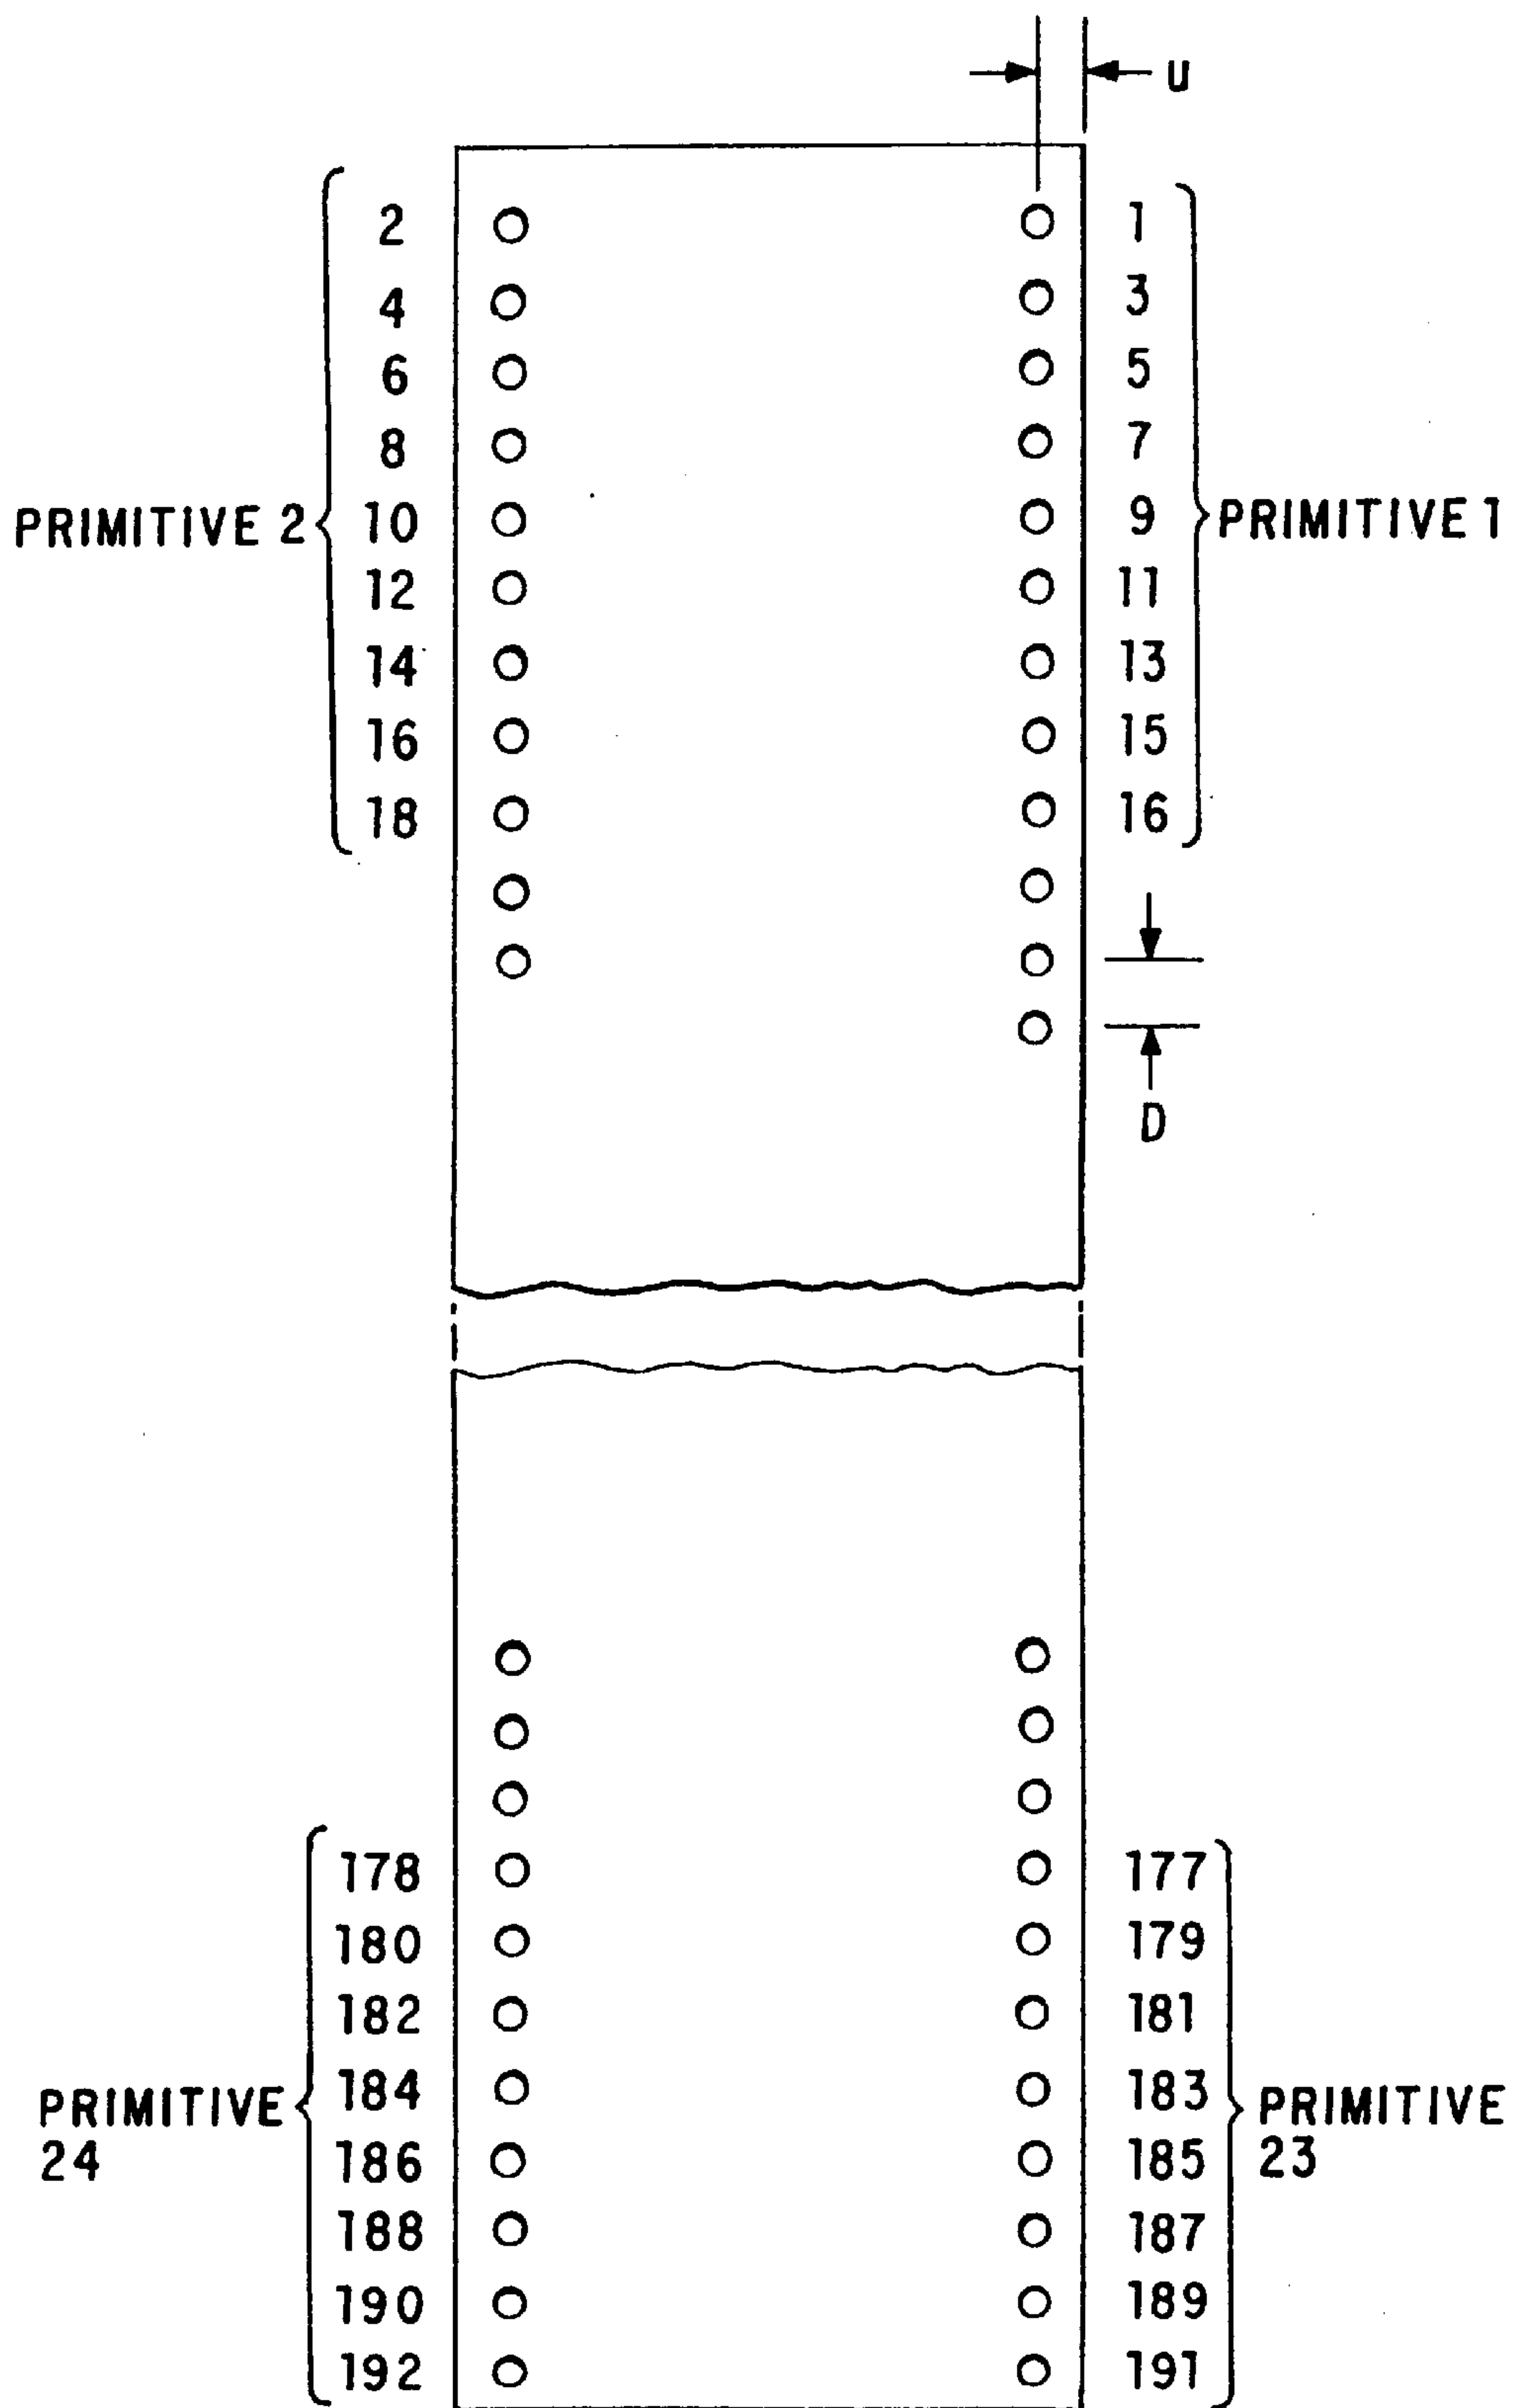 U
2 1
4 3
6 5
8 7
PRIMITIVE 2 10 9 PRIMITIVE 1
12 11
14 13
16 15
18 16
D
178 177
180 179
182 181
PRIMITIVE 184 183 PRIMITIVE
24 186 185 23
188 187
190 189
192 191